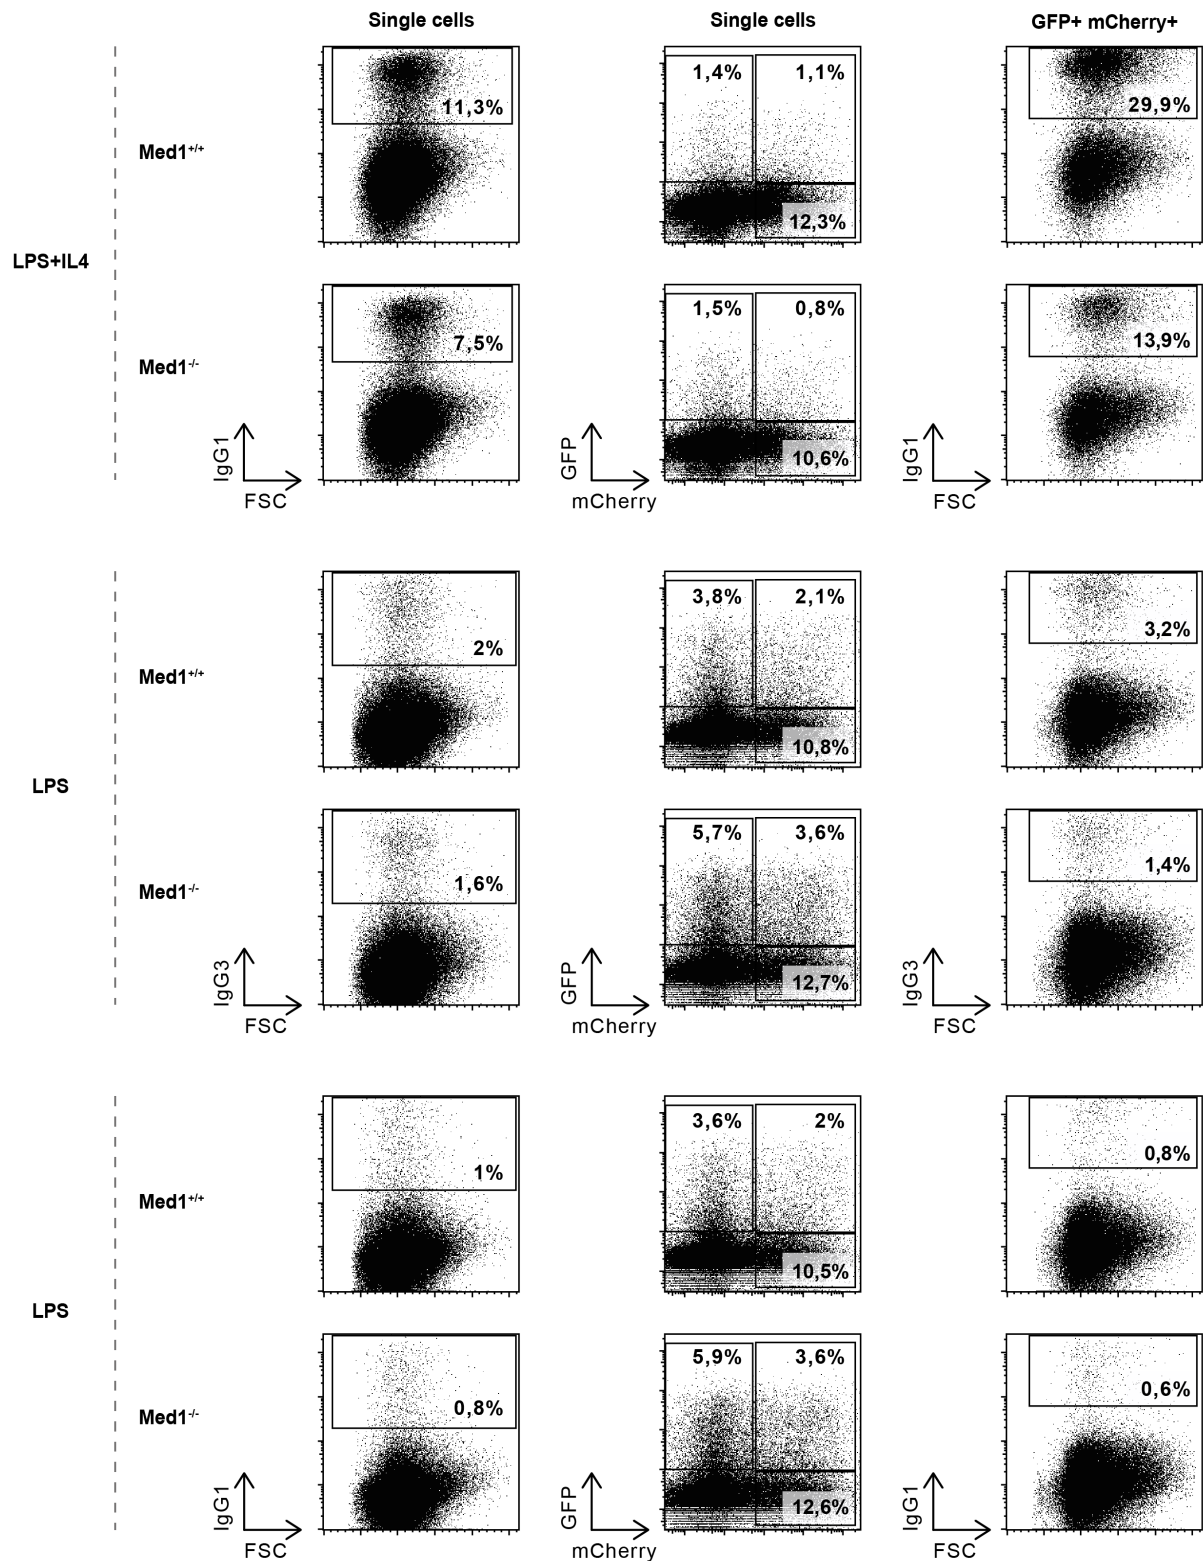 Single cells Single cells GFP+ mCherry+
LPS+IL4
Med1+/+
11,3%
1,4% 1,1%
12,3%
29,9%
Med1-/-
7,5%
1,5% 0,8%
10,6%
13,9%
IgG1
FSC
GFP
mCherry
IgG1
FSC
LPS
Med1+/+
2%
3,8% 2,1%
10,8%
3,2%
Med1-/-
1,6%
5,7% 3,6%
12,7%
1,4%
IgG3
FSC
GFP
mCherry
IgG3
FSC
LPS
Med1+/+
1%
3,6% 2%
10,5%
0,8%
Med1-/-
0,8%
5,9% 3,6%
12,6%
0,6%
IgG1
FSC
GFP
mCherry
IgG1
FSC